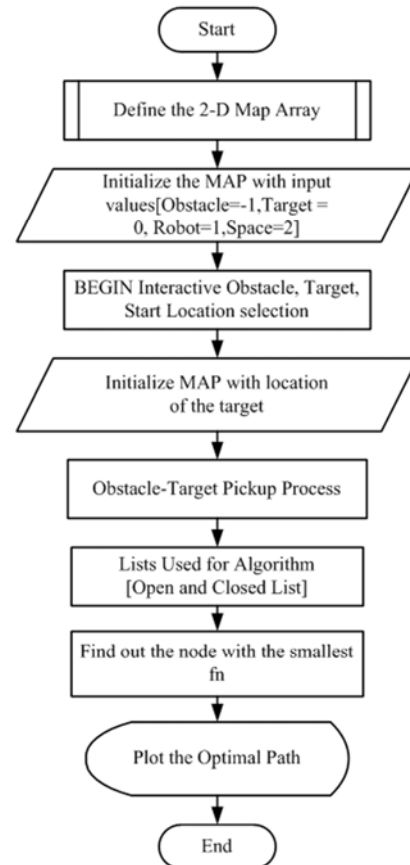 Start
Define the 2-D Map Array
Initialize the MAP with input
values[Obstacle=-1,Target =
0, Robot=1,Space=2]
BEGIN Interactive Obstacle, Target,
Start Location selection
Initialize MAP with location
of the target
Obstacle-Target Pickup Process
Lists Used for Algorithm
[Open and Closed List]
Find out the node with the smallest
fn
Plot the Optimal Path
End